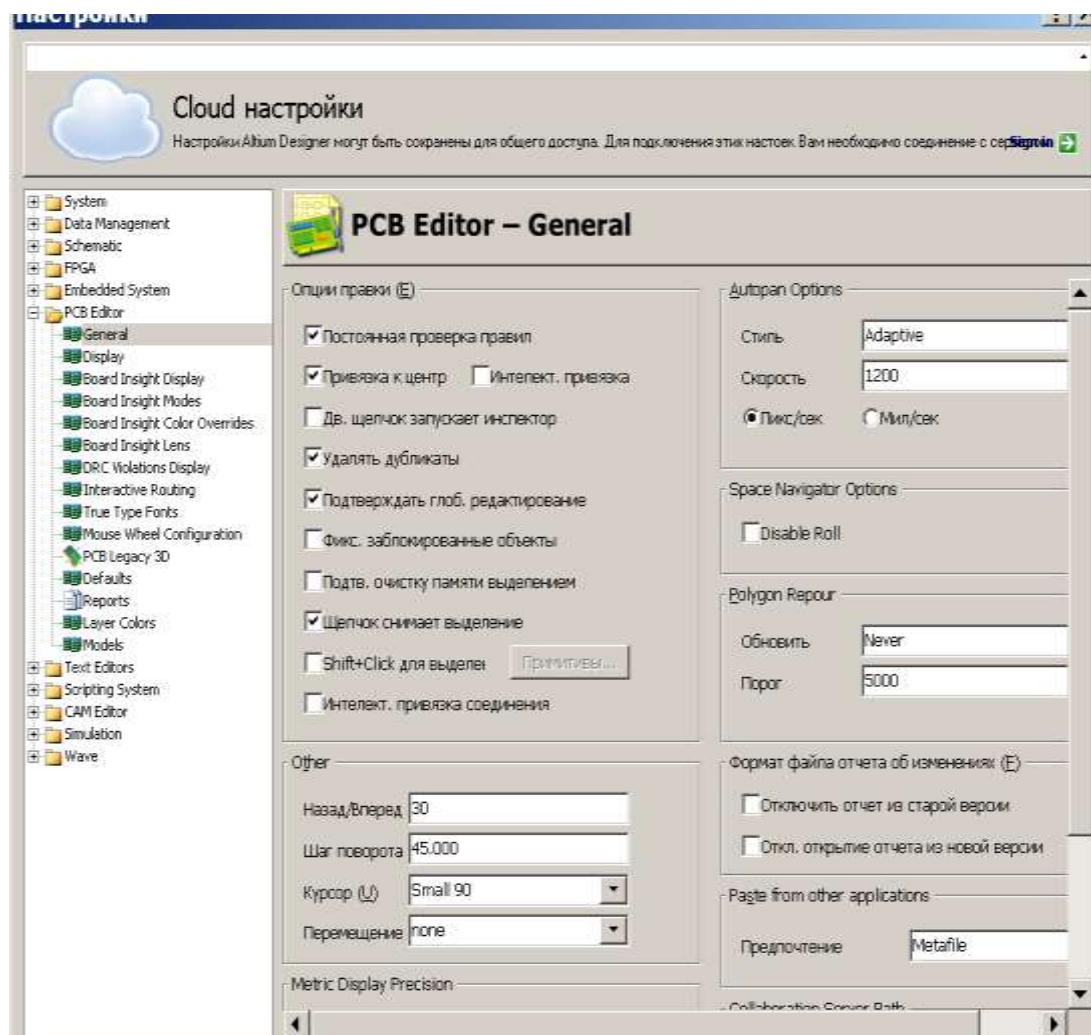 Настройки
Cloud настройки
Настройки Altium Designer могут быть сохранены для общего доступа. Для подключения этих настоек Вам необходимо соединение с
Sign in
System
Data Management
Schematic
FPGA
Embedded System
PCB Editor
General
Display
Board Insight Display
Board Insight Modes
Board Insight Color Overrides
Board Insight Lens
DRC Violations Display
Interactive Routing
True Type Fonts
Mouse Wheel Configuration
PCB Legacy 3D
Defaults
Reports
Layer Colors
Models
Text Editors
Scripting System
CAM Editor
Simulation
Wave
PCB Editor – General
Опции правки (E)
Постоянная проверка правил
Привязка к центр Интелект. привязка
Дв. щелчок запускает инспектор
Удалять дубликаты
Подтверждать глоб. редактирование
Фикс. заблокированные объекты
Подтв. очистку памяти выделением
Щелчок снимает выделение
Shift+Click для выделен Примитивы...
Интелект. привязка соединения
Other
Назад/Вперед 30
Шаг поворота 45.000
Курсор (U) Small 90
Перемещение none
Metric Display Precision
Autopan Options
Стиль Adaptive
Скорость 1200
Пикс/сек Мил/сек
Space Navigator Options
Disable Roll
Polygon Repour
Обновить Never
Порог 5000
Формат файла отчета об изменениях (F)
Отключить отчет из старой версии
Откл. открытие отчета из новой версии
Paste from other applications
Предпочтение Metafile
Collaboration Server Path